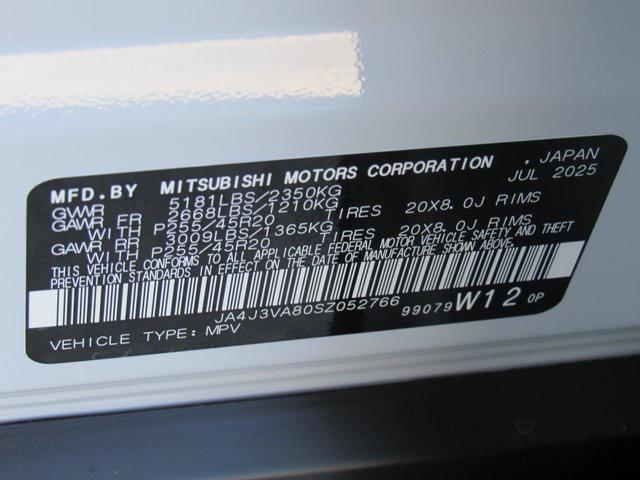 MFD.BY MITSUBISHI MOTORS CORPORATION . JAPAN
GVWR 5181LBS/2350KG JUL 2025
GAWR FR 2668LBS/1210KG
WITH P255/45R20 TIRES 20X8.0J RIMS
GAWR RR 3009LBS/1365KG
WITH P255/45R20 TIRES 20X8.0J RIMS
THIS VEHICLE CONFORMS TO ALL APPLICABLE FEDERAL MOTOR VEHICLE SAFETY AND THEFT
PREVENTION STANDARDS IN EFFECT ON THE DATE OF MANUFACTURE SHOWN ABOVE.
JA4J3VA80SZ052766 99079 W12 0P
VEHICLE TYPE: MPV